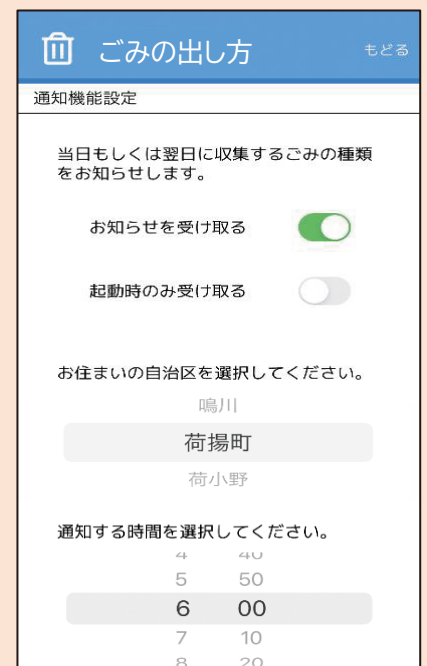 ごみの出し方
もどる
通知機能設定
当日もしくは翌日に収集するごみの種類
をお知らせします。
お知らせを受け取る
起動時のみ受け取る
お住まいの自治区を選択してください。
鳴川
荷揚町
荷小野
通知する時間を選択してください。
4 40
5 50
6 00
7 10
8 20